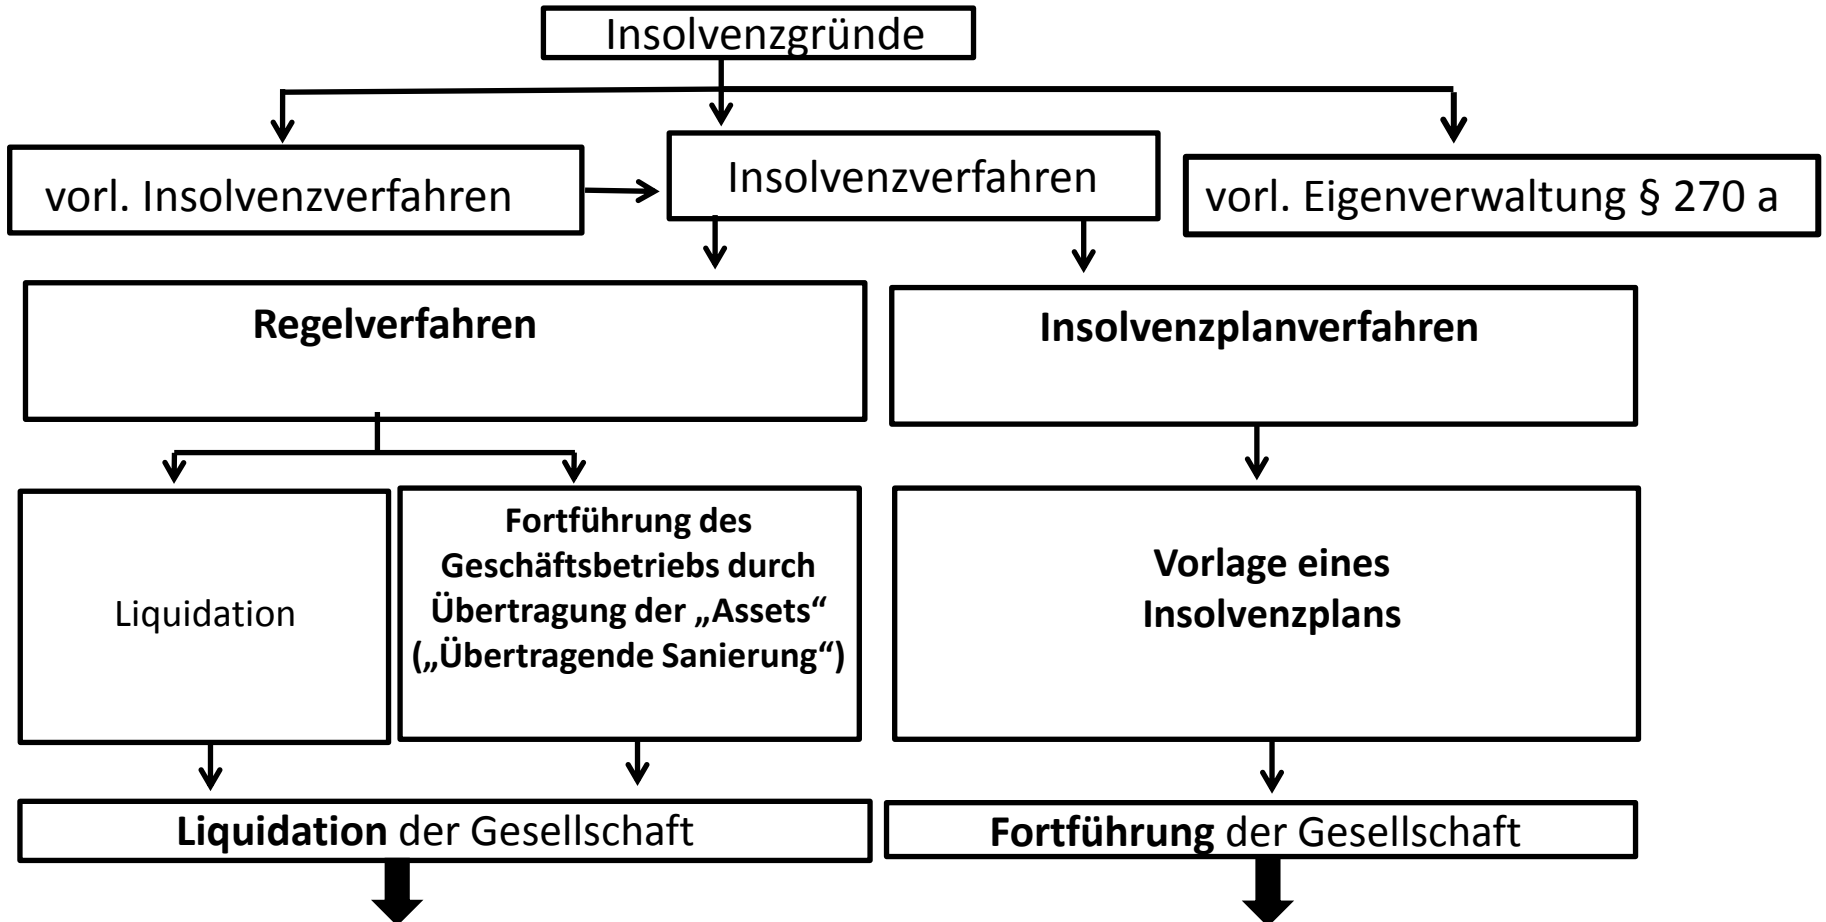 Insolvenzgründe
vorl. Insolvenzverfahren
Insolvenzverfahren
vorl. Eigenverwaltung § 270 a
Regelverfahren
Insolvenzplanverfahren
Liquidation
Fortführung des
Geschäftsbetriebs durch
Übertragung der „Assets“
(„Übertragende Sanierung“)
Vorlage eines
Insolvenzplans
Liquidation der Gesellschaft
Fortführung der Gesellschaft